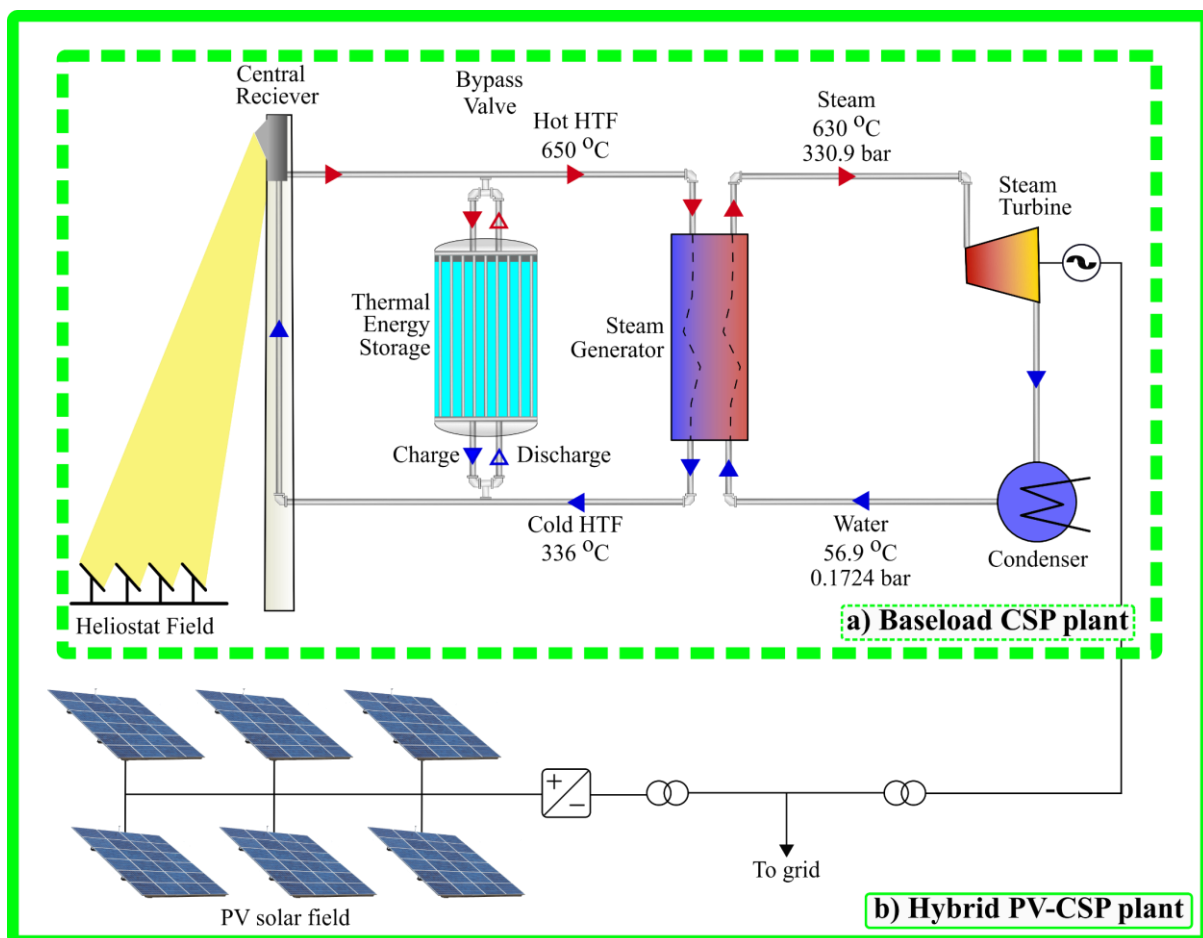 Central
Reciever
Bypass
Valve
Hot HTF
650 °C
Steam
630 °C
330.9 bar
Steam
Turbine
Thermal
Energy
Storage
Steam
Generator
Charge
Discharge
Cold HTF
336 °C
Water
56.9 °C
0.1724 bar
Condenser
Heliostat Field
a) Baseload CSP plant
+
−
To grid
PV solar field
b) Hybrid PV-CSP plant